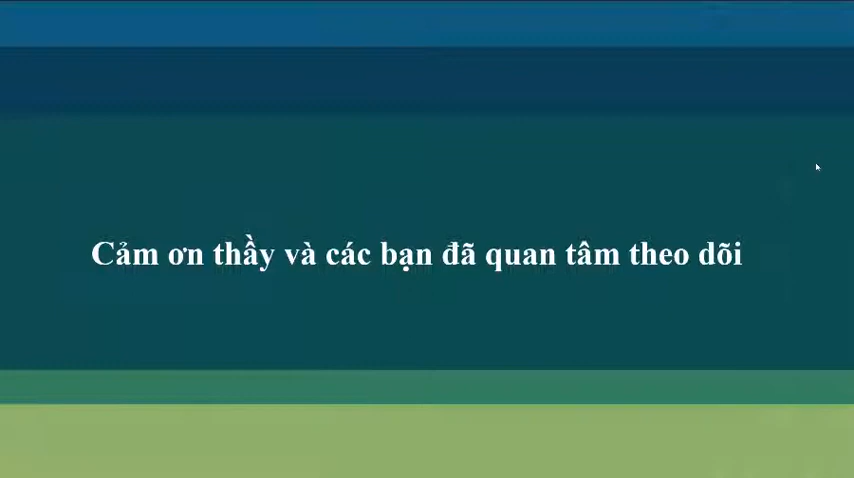 Cảm ơn thầy và các bạn đã quan tâm theo dõi